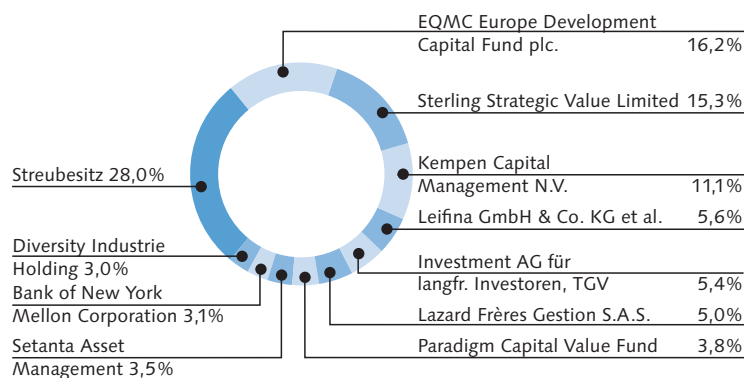 EQMC Europe Development
Capital Fund plc. 16,2%
Sterling Strategic Value Limited 15,3%
Kempen Capital
Management N.V. 11,1%
Leifina GmbH & Co. KG et al. 5,6%
Investment AG für
langfr. Investoren, TGV 5,4%
Lazard Frères Gestion S.A.S. 5,0%
Paradigm Capital Value Fund 3,8%
Streubesitz 28,0%
Diversity Industrie
Holding 3,0%
Bank of New York
Mellon Corporation 3,1%
Setanta Asset
Management 3,5%